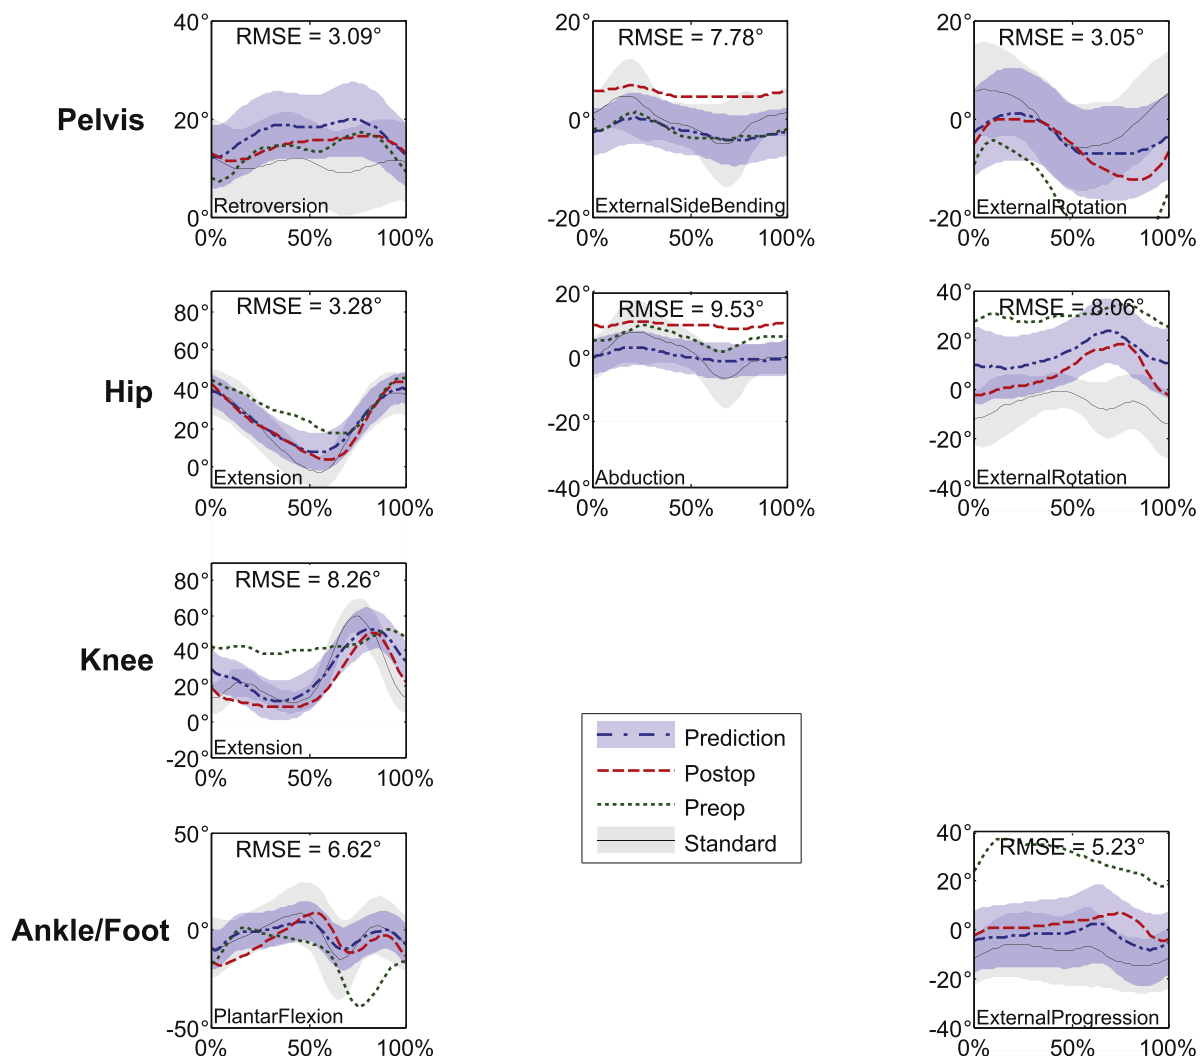 40°
RMSE = 3.09°
Pelvis
20°
0°
Retroversion
0%
50%
100%
20°
RMSE = 7.78°
0°
-20°
ExternalSideBending
0%
50%
100%
20°
RMSE = 3.05°
0°
-20°
ExternalRotation
0%
50%
100%
80°
RMSE = 3.28°
60°
Hip
40°
20°
0°
Extension
0%
50%
100%
20°
RMSE = 9.53°
0°
-20°
-40°
Abduction
0%
50%
100%
40°
RMSE = 8.06°
20°
0°
-20°
-40°
ExternalRotation
0%
50%
100%
80°
RMSE = 8.26°
60°
Knee
40°
20°
0°
-20°
Extension
0%
50%
100%
Prediction
Postop
Preop
Standard
50°
RMSE = 6.62°
Ankle/Foot
0°
-50°
PlantarFlexion
0%
50%
100%
40°
RMSE = 5.23°
20°
0°
-20°
-40°
ExternalProgression
0%
50%
100%